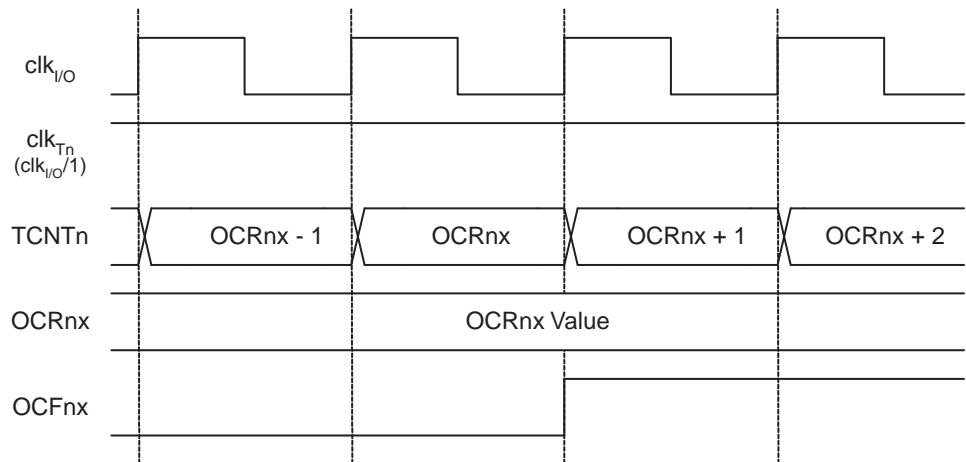 clkI/O
clkTn
(clkI/O/1)
TCNTn
OCRnx - 1
OCRnx
OCRnx + 1
OCRnx + 2
OCRnx
OCRnx Value
OCFnx